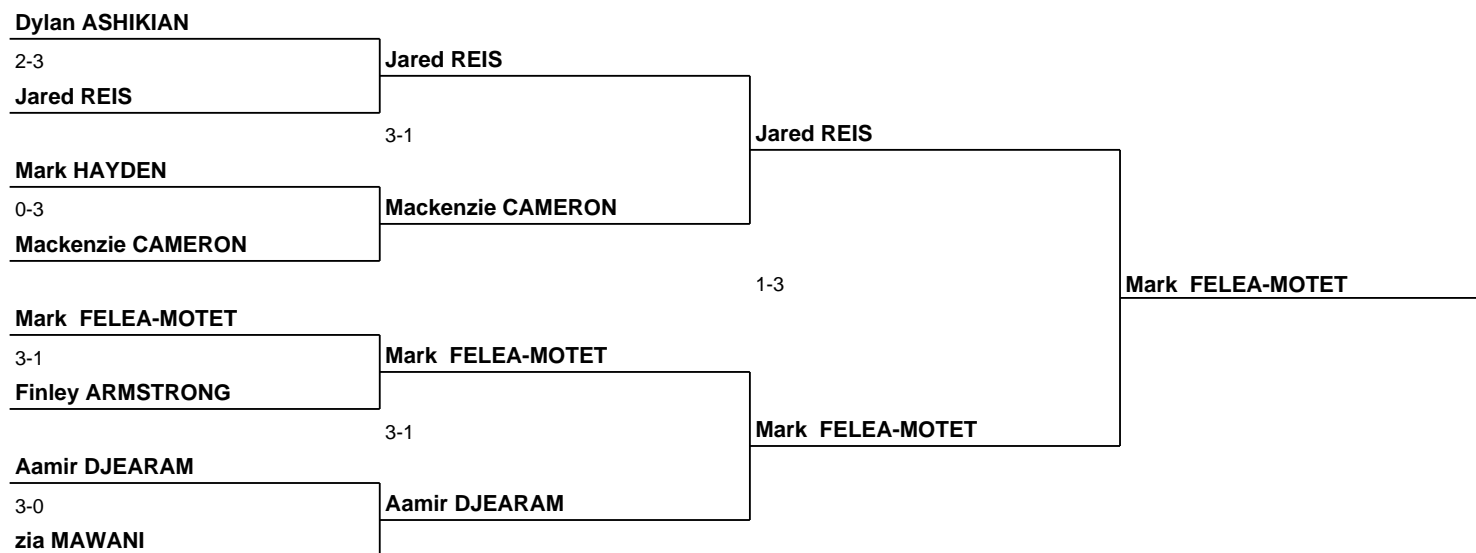 Dylan ASHIKIAN
2-3
Jared REIS
Jared REIS
3-1
Jared REIS
Mark HAYDEN
0-3
Mackenzie CAMERON
Mackenzie CAMERON
1-3
Mark  FELEA-MOTET
Mark  FELEA-MOTET
3-1
Mark  FELEA-MOTET
Finley ARMSTRONG
3-1
Mark  FELEA-MOTET
Aamir DJEARAM
3-0
Aamir DJEARAM
zia MAWANI